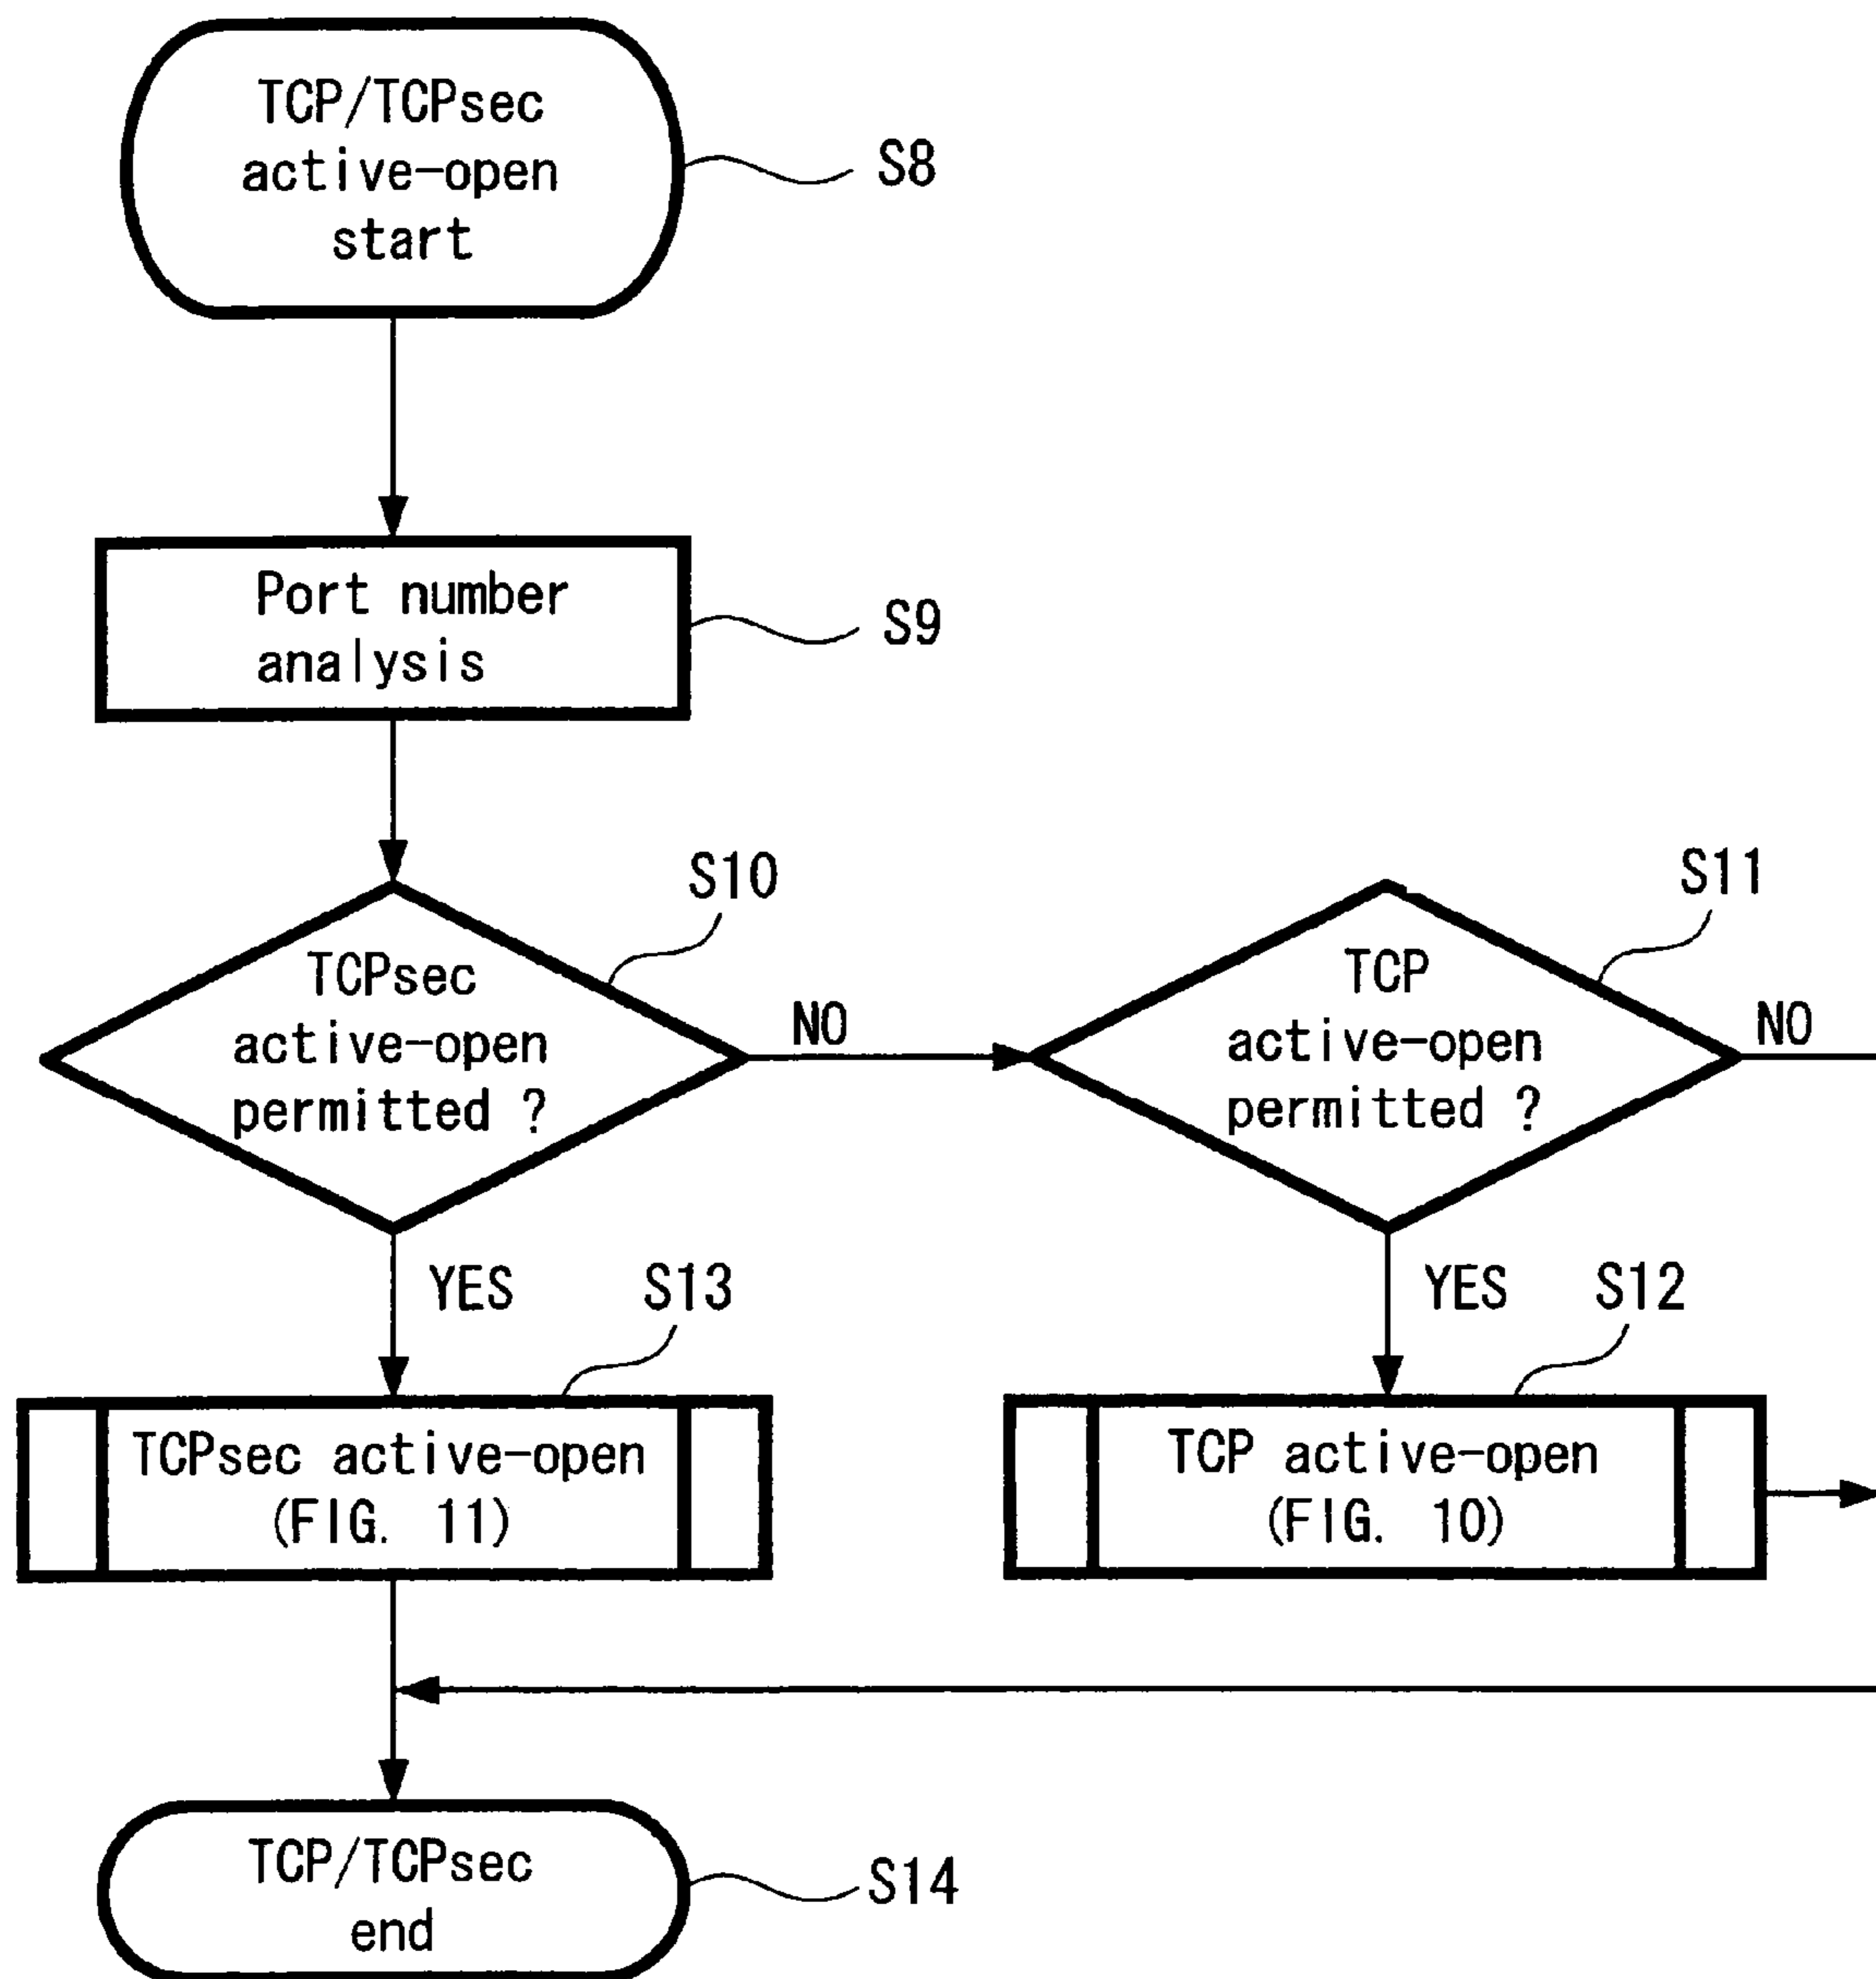 TCP/TCPsec
active-open
start
S8
Port number
analysis
S9
S10
TCPsec
active-open
permitted ?
NO
S11
TCP
active-open
permitted ?
NO
YES
S13
YES
S12
TCPsec active-open
(FIG. 11)
TCP active-open
(FIG. 10)
TCP/TCPsec
end
S14